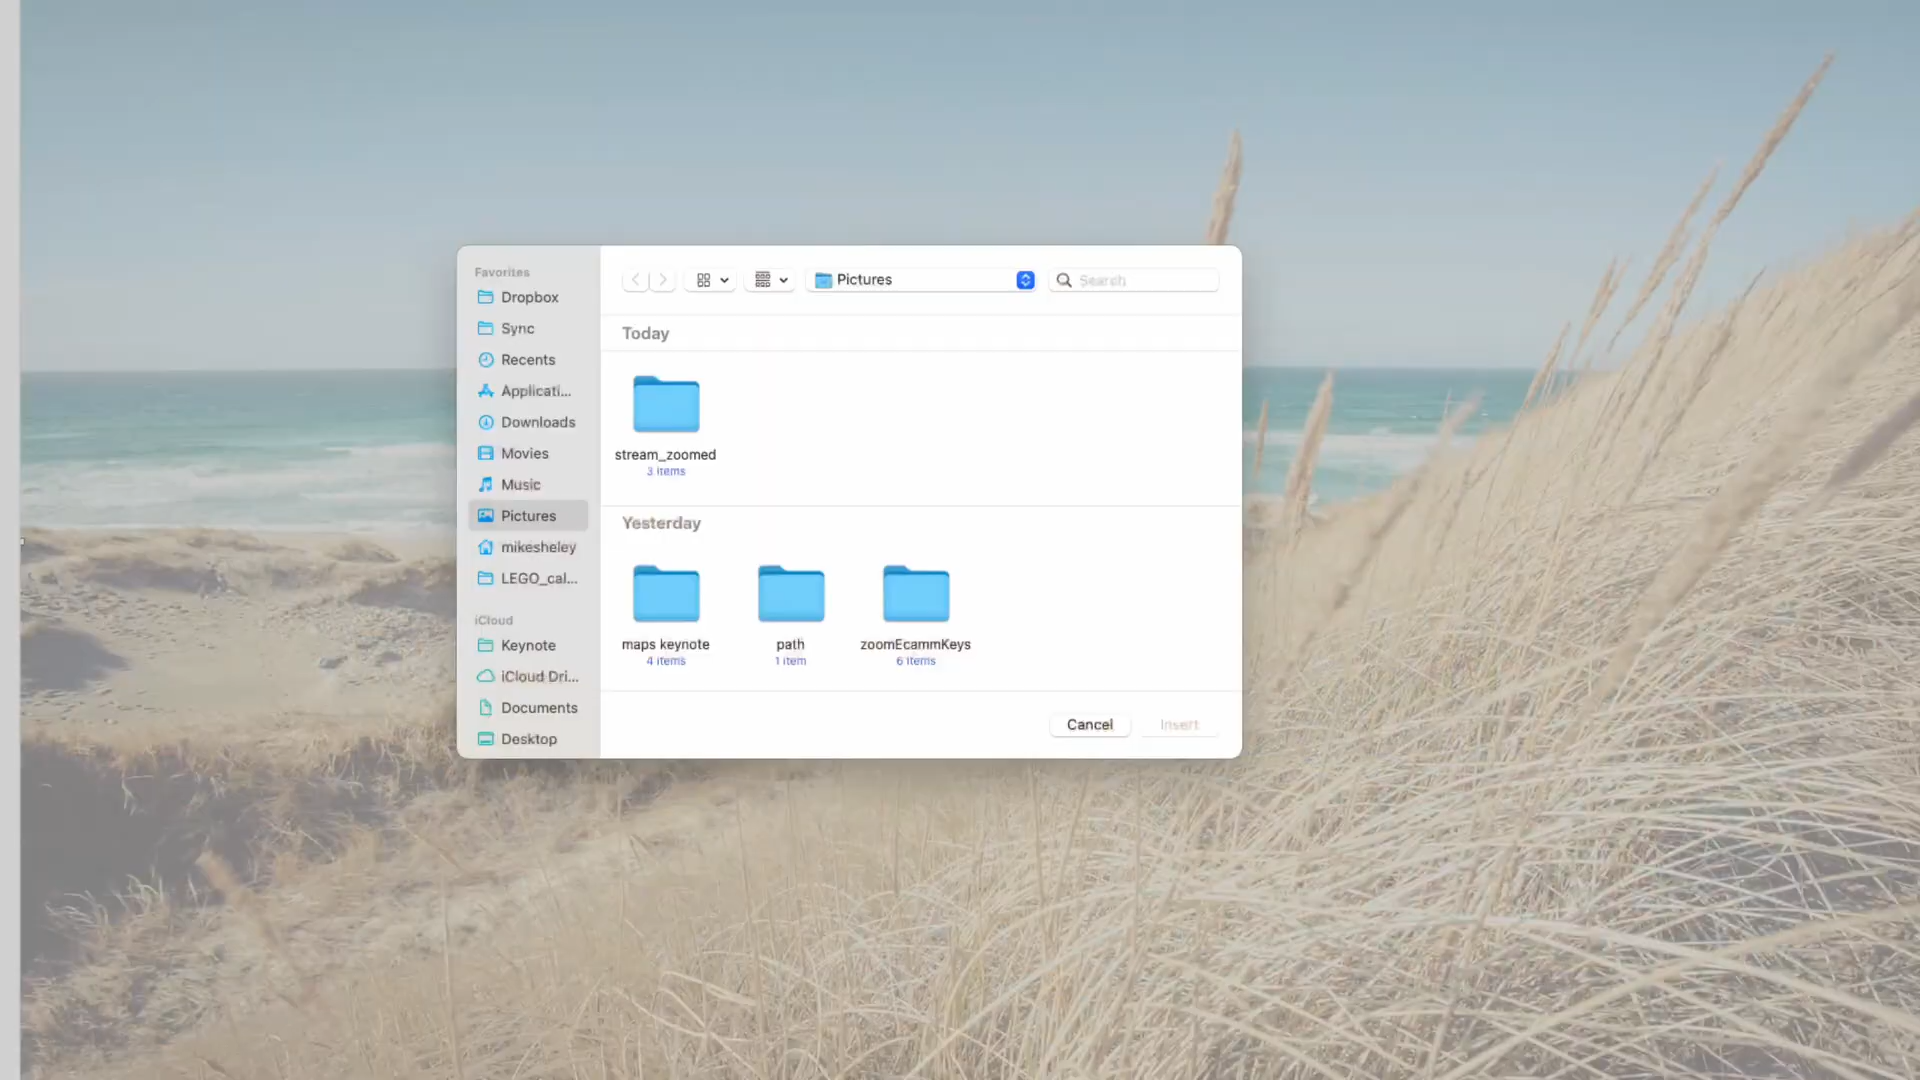 Favorites
Dropbox
Sync
Recents
Applicati...
Downloads
Movies
Music
Pictures
mikesheley
LEGO_cal...
iCloud
Keynote
iCloud Dri...
Documents
Desktop
Pictures
Search
Today
stream_zoomed
3 items
Yesterday
maps keynote
4 items
path
1 item
zoomEcammKeys
6 items
Cancel
Insert